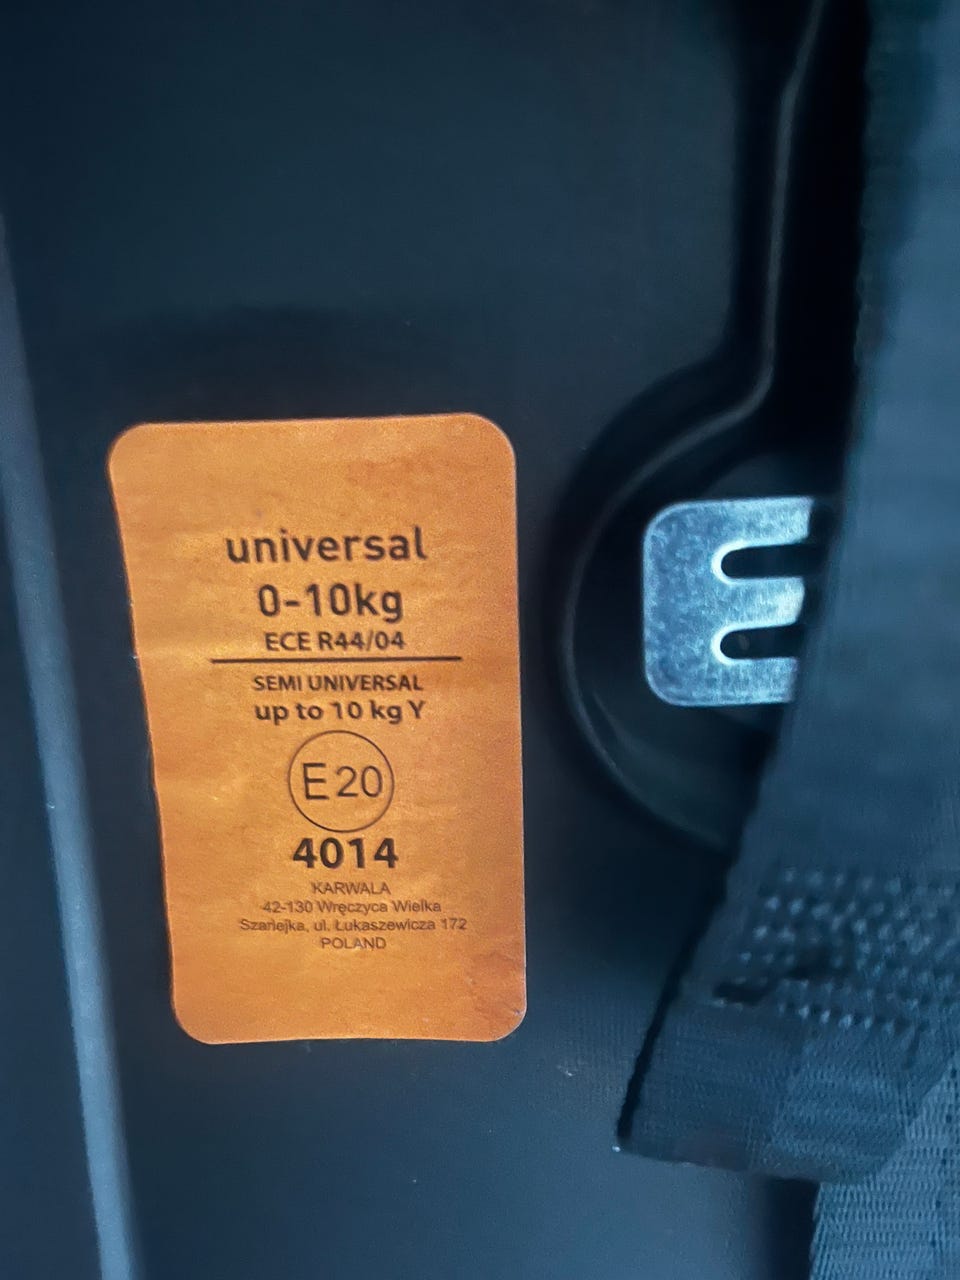 universal
0-10kg
ECE R44/04
SEMI UNIVERSAL
up to 10 kg Y
E20
4014
KARWALA
42-130 Wręczyca Wielka
Szarlejka, ul. Łukaszewicza 172
POLAND